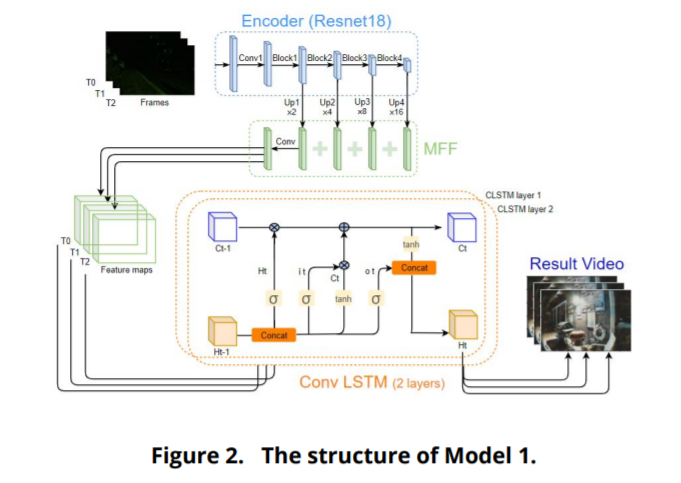 Encoder (Resnet18)
Conv1 Block1 Block2 Block3 Block4
T0
T1
T2 Frames
Up1 Up2 Up3 Up4
x2 x4 x8 x16
Conv
+ + +
MFF
CLSTM layer 1
CLSTM layer 2
T0
T1
T2
Feature maps
Ct-1
Ct
tanh
Ht
i t
Ct
o t
Concat
σ σ tanh σ
Concat
Ht-1
Ht
Result Video
Conv LSTM (2 layers)
Figure 2. The structure of Model 1.